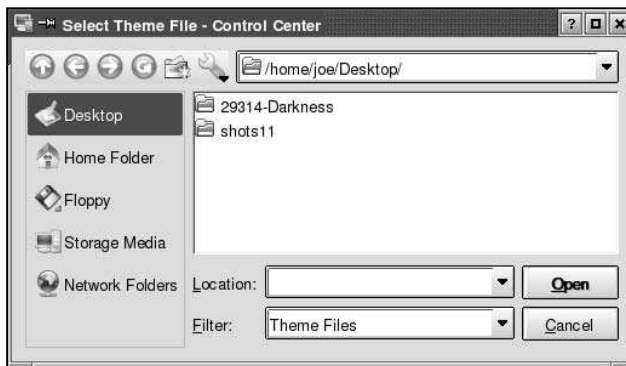 Select Theme File - Control Center
/home/joe/Desktop/
Desktop
Home Folder
Floppy
Storage Media
Network Folders
29314-Darkness
shots11
Location:
Open
Filter:
Theme Files
Cancel